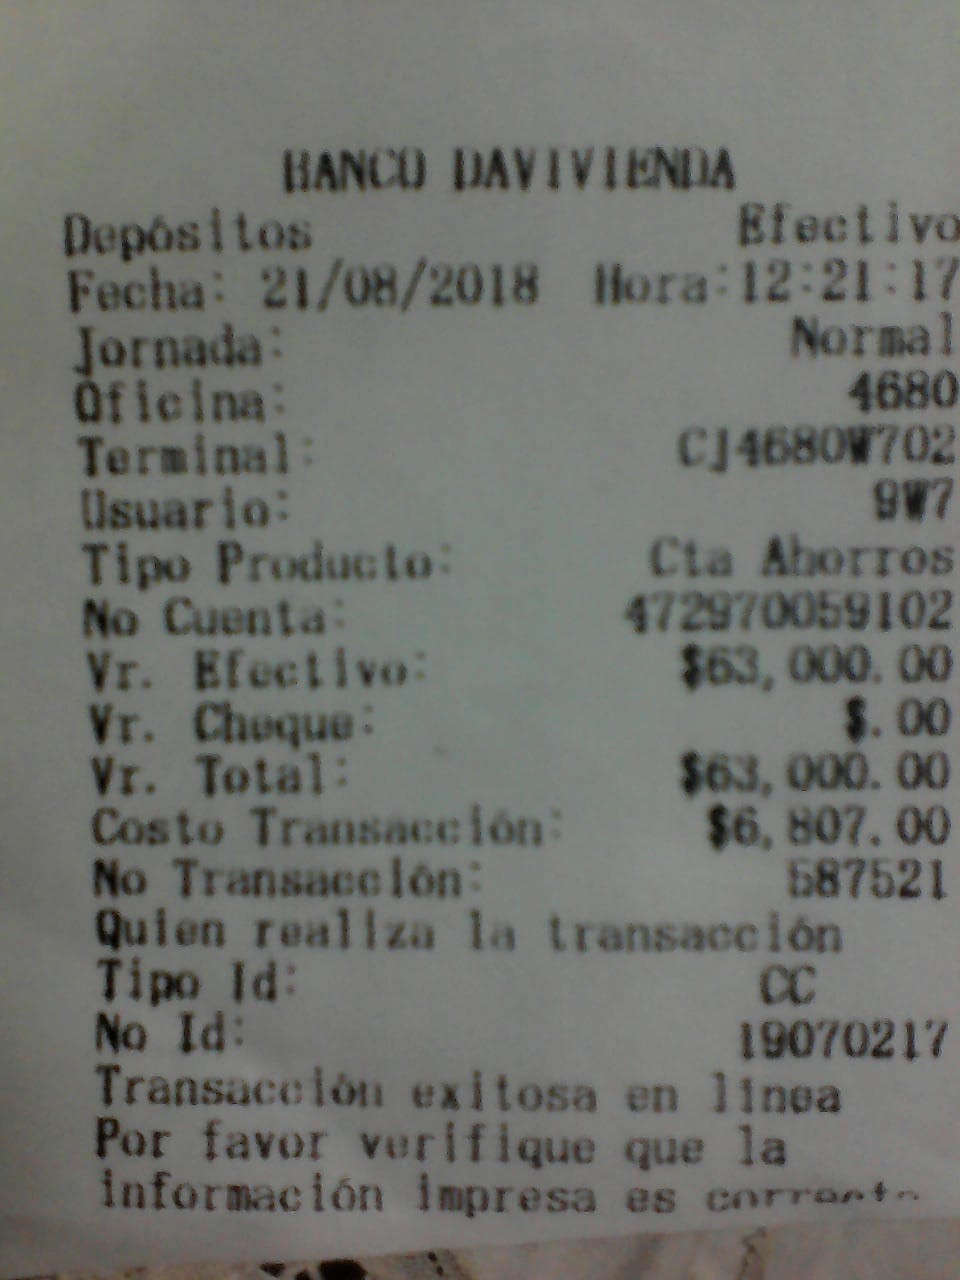 BANCO DAVIVIENDA
Depósitos Efectivo
Fecha: 21/08/2018 Hora:12:21:17
Jornada: Normal
Oficina: 4680
Terminal: CJ4680W702
Usuario: 9W7
Tipo Producto: Cta Ahorros
No Cuenta: 472970059102
Vr. Efectivo: $63,000.00
Vr. Cheque: $.00
Vr. Total: $63,000.00
Costo Transacción: $6,807.00
No Transacción: 587521
Quien realiza la transacción
Tipo Id: CC
No Id: 19070217
Transacción exitosa en línea
Por favor verifique que la
información impresa es correcta